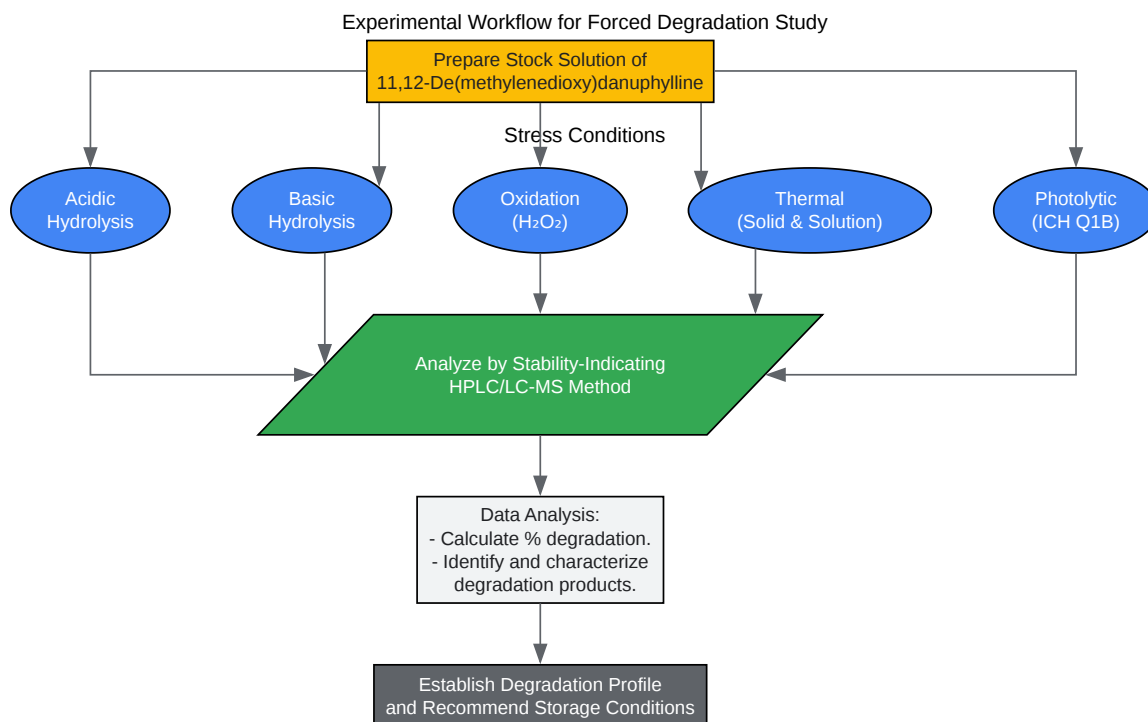 Experimental Workflow for Forced Degradation Study
Prepare Stock Solution of
11,12-De(methylenedioxy)danuphylline
Stress Conditions
Acidic
Hydrolysis
Basic
Hydrolysis
Oxidation
(H₂O₂)
Thermal
(Solid & Solution)
Photolytic
(ICH Q1B)
Analyze by Stability-Indicating
HPLC/LC-MS Method
Data Analysis:
- Calculate % degradation.
- Identify and characterize
degradation products.
Establish Degradation Profile
and Recommend Storage Conditions